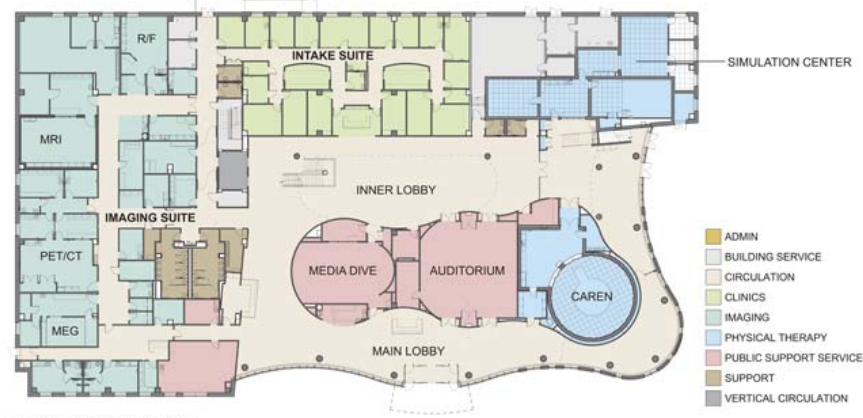 R/F
INTAKE SUITE
SIMULATION CENTER
MRI
INNER LOBBY
IMAGING SUITE
PET/CT
MEDIA DIVE
AUDITORIUM
CAREN
MEG
MAIN LOBBY
ADMIN
BUILDING SERVICE
CIRCULATION
CLINICS
IMAGING
PHYSICAL THERAPY
PUBLIC SUPPORT SERVICE
SUPPORT
VERTICAL CIRCULATION